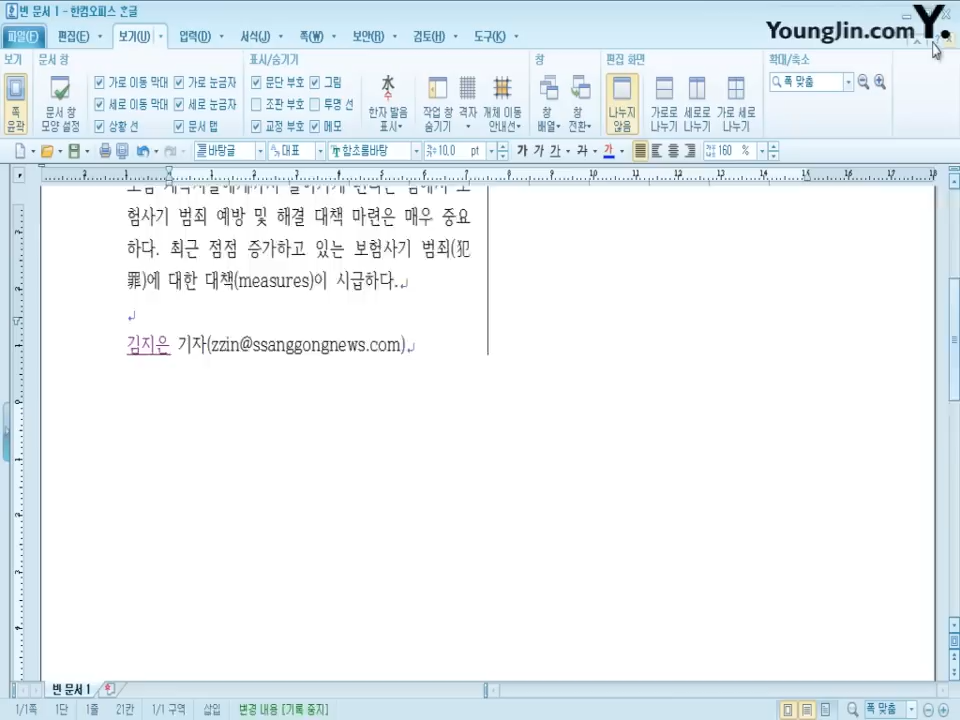 빈 문서 1 - 한컴오피스 한글
YoungJin.com Y.
파일(F) 편집(E) 보기(U) 입력(D) 서식(J) 쪽(W) 보안(B) 검토(H) 도구(K)
보기 문서 창 표시/숨기기 창 편집 화면 확대/축소
쪽 윤곽
문서 창 모양 설정
가로 이동 막대 가로 눈금자
세로 이동 막대 세로 눈금자
상황 선 문서 탭
문단 부호 그림
조판 부호 투명 선
교정 부호 메모
한자 발음 표시
작업 창 숨기기
격자
개체 이동 안내선
창 배열
창 전환
나누지 않음
가로로 나누기
세로로 나누기
가로 세로 나누기
폭 맞춤
바탕글 대표 함초롬바탕 10,0 pt 가 가 가 가 가 160 %
험사기 범죄 예방 및 해결 대책 마련은 매우 중요
하다. 최근 점점 증가하고 있는 보험사기 범죄(犯
罪)에 대한 대책(measures)이 시급하다.
김지은 기자(zzin@ssanggongnews.com)
빈 문서 1
1/1쪽 1단 1줄 21칸 1/1 구역 삽입 변경 내용 [기록 중지] 폭 맞춤